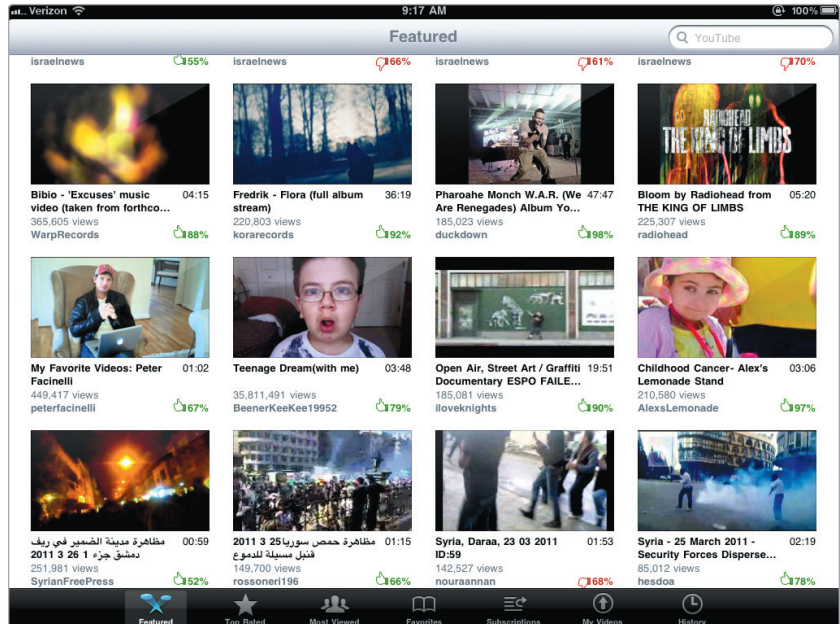 Verizon 9:17 AM 100%
Featured
YouTube
israelnews 55%
israelnews 66%
israelnews 61%
israelnews 70%
RADIOHEAD
THE KING OF LIMBS
Bibio - 'Excuses' music 04:15
video (taken from forthco...
365,605 views
WarpRecords 88%
Fredrik - Flora (full album 36:19
stream)
220,803 views
korarecords 92%
Pharoahe Monch W.A.R. (We 47:47
Are Renegades) Album Yo...
185,023 views
duckdown 98%
Bloom by Radiohead from 05:20
THE KING OF LIMBS
225,307 views
radiohead 89%
My Favorite Videos: Peter 01:02
Facinelli
449,417 views
peterfacinelli 67%
Teenage Dream(with me) 03:48
35,811,491 views
BeenerKeeKee19952 79%
Open Air, Street Art / Graffiti 19:51
Documentary ESPO FAILE...
185,081 views
iloveknights 90%
Childhood Cancer- Alex's 03:06
Lemonade Stand
210,580 views
AlexsLemonade 97%
مظاهرة مدينة الضمير في ريف 00:59
دمشق جزء 1 26 3 2011
251,981 views
SyrianFreePress 52%
مظاهرة حمص سوريا25 3 2011 01:15
قنبل مسيلة للدموع
149,700 views
rossoneri196 66%
Syria, Daraa, 23 03 2011 01:53
ID:59
142,527 views
nouraannan 68%
Syria - 25 March 2011 - 02:19
Security Forces Disperse...
85,012 views
hesdoa 78%
Featured
Top Rated
Most Viewed
Favorites
Subscriptions
My Videos
History